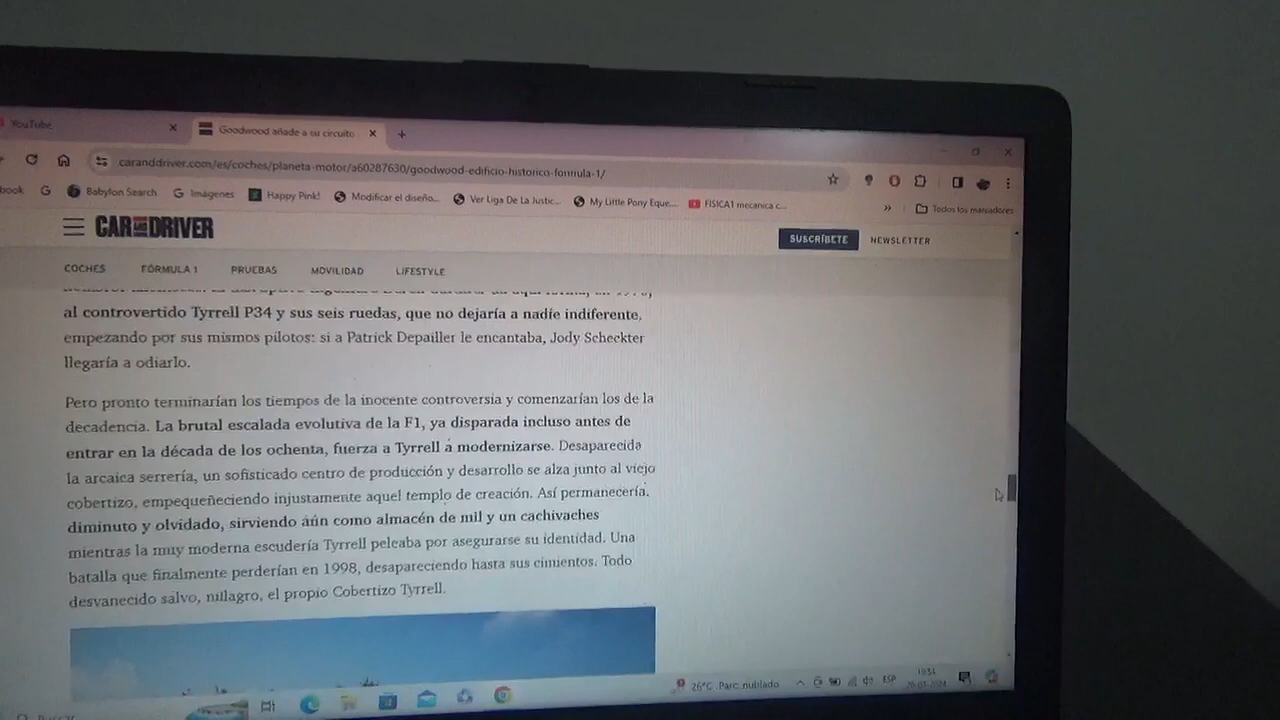 YouTube
Goodwood añade a su circuito
caranddriver.com/es/coches/planeta-motor/a60287630/goodwood-edificio-historico-formula-1/
book
Babylon Search
Imágenes
Happy Pink!
Modificar el diseño...
Ver Liga De La Justic...
My Little Pony Eque...
FISICA1 mecanica c...
»
Todos los marcadores
CAR AND DRIVER
SUSCRÍBETE
NEWSLETTER
COCHES
FÓRMULA 1
PRUEBAS
MOVILIDAD
LIFESTYLE
al controvertido Tyrrell P34 y sus seis ruedas, que no dejaría a nadie indiferente,
empezando por sus mismos pilotos: si a Patrick Depailler le encantaba, Jody Scheckter
llegaría a odiarlo.
Pero pronto terminarían los tiempos de la inocente controversia y comenzarían los de la
decadencia. La brutal escalada evolutiva de la F1, ya disparada incluso antes de
entrar en la década de los ochenta, fuerza a Tyrrell a modernizarse. Desaparecida
la arcaica serrería, un sofisticado centro de producción y desarrollo se alza junto al viejo
cobertizo, empequeñeciendo injustamente aquel templo de creación. Así permanecería,
diminuto y olvidado, sirviendo aún como almacén de mil y un cachivaches
mientras la muy moderna escudería Tyrrell peleaba por asegurarse su identidad. Una
batalla que finalmente perderían en 1998, desapareciendo hasta sus cimientos. Todo
desvanecido salvo, milagro, el propio Cobertizo Tyrrell.
26°C Parc. nublado
ESP
19:34
Buscar